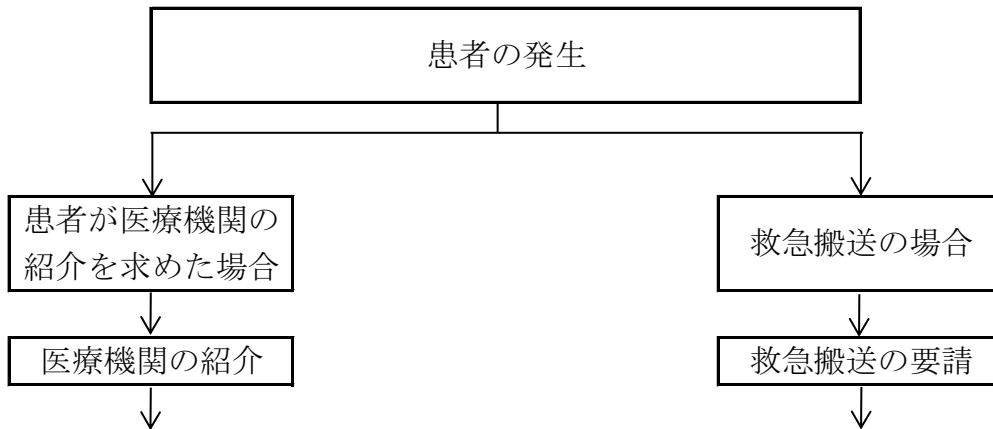 患者の発生
患者が医療機関の
紹介を求めた場合
救急搬送の場合
医療機関の紹介
救急搬送の要請